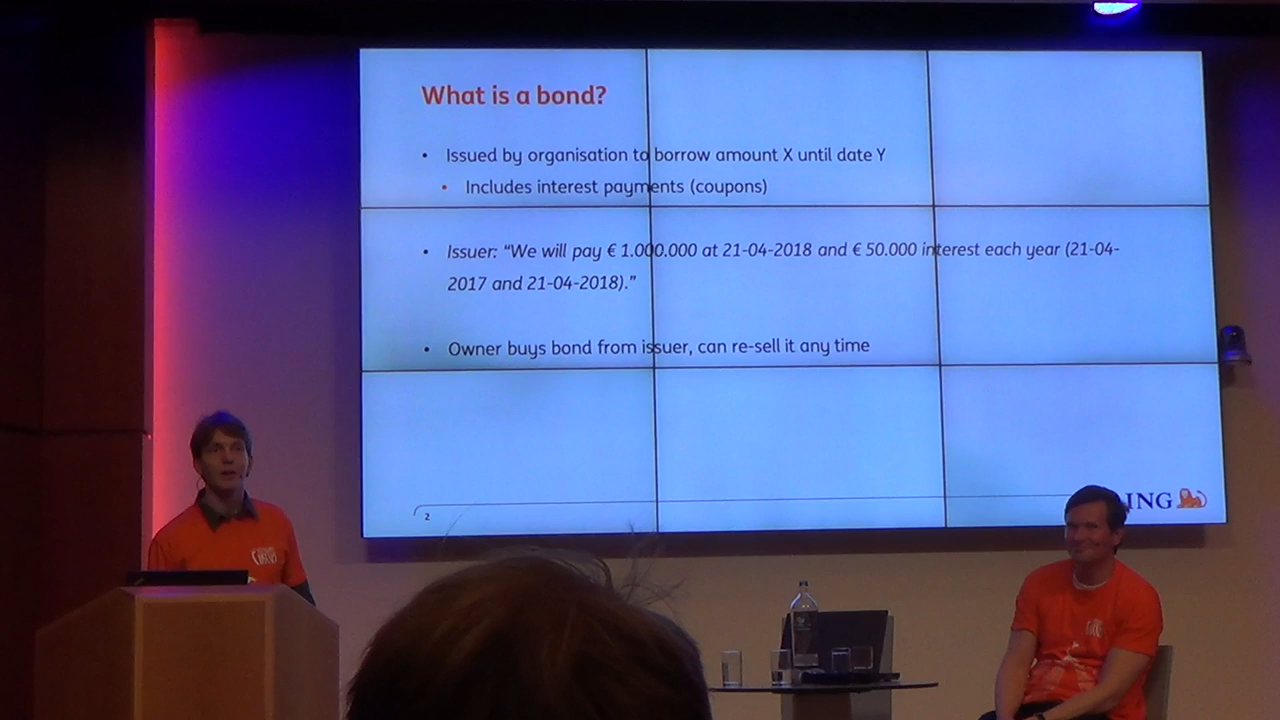 What is a bond?
• Issued by organisation to borrow amount X until date Y
• Includes interest payments (coupons)
• Issuer: “We will pay € 1.000.000 at 21-04-2018 and € 50.000 interest each year (21-04-
2017 and 21-04-2018).”
• Owner buys bond from issuer, can re-sell it any time
2
ING